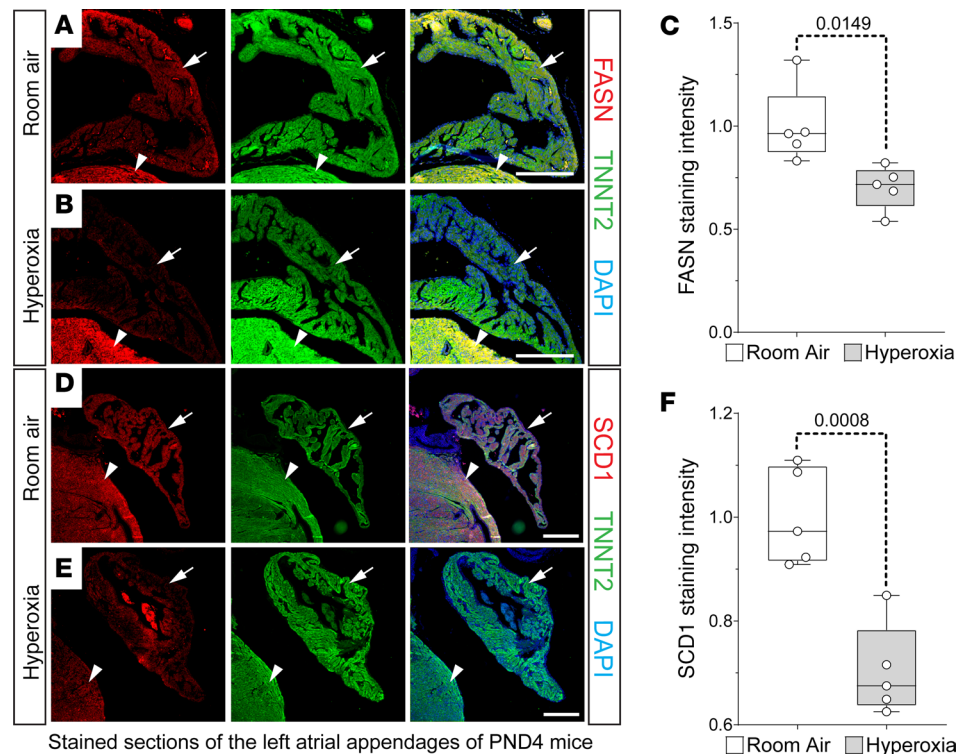 A
Room air
FASN TNNT2 DAPI
B
Hyperoxia
C
FASN staining intensity
1.5
1.0
0.5
0.0
0.0149
Room Air Hyperoxia
D
Room air
SCD1 TNNT2 DAPI
E
Hyperoxia
F
SCD1 staining intensity
1.2
1.0
0.8
0.6
0.0008
Room Air Hyperoxia
Stained sections of the left atrial appendages of PND4 mice